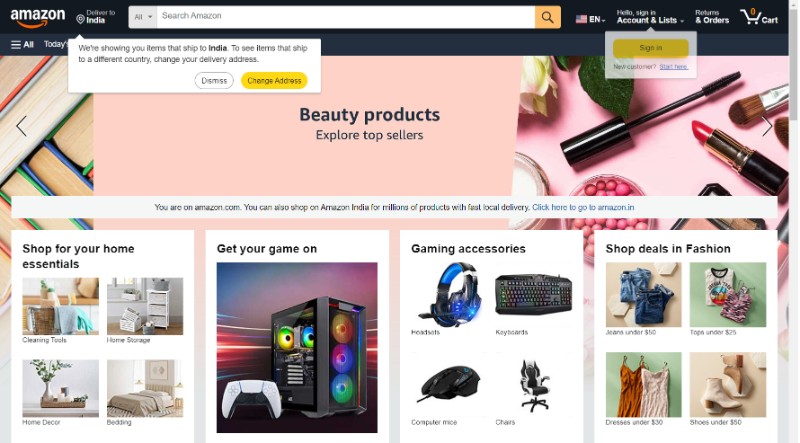 amazon
Deliver to
India
All
Search Amazon
EN
Hello, sign in
Account & Lists
Returns
& Orders
0
Cart
All
Today's
We're showing you items that ship to India. To see items that ship
to a different country, change your delivery address.
Dismiss
Change Address
Sign in
New customer? Start here.
Beauty products
Explore top sellers
You are on amazon.com. You can also shop on Amazon India for millions of products with fast local delivery. Click here to go to amazon.in
Shop for your home
essentials
Cleaning Tools
Home Storage
Home Decor
Bedding
Get your game on
Gaming accessories
Headsets
Keyboards
Computer mice
Chairs
Shop deals in Fashion
Jeans under $50
Tops under $25
Dresses under $30
Shoes under $50